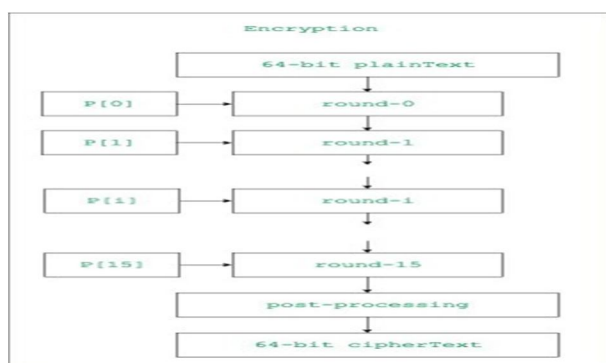 Encryption
64-bit plainText
P[0] round-0
P[1] round-1
P[i] round-i
P[15] round-15
post-processing
64-bit cipherText